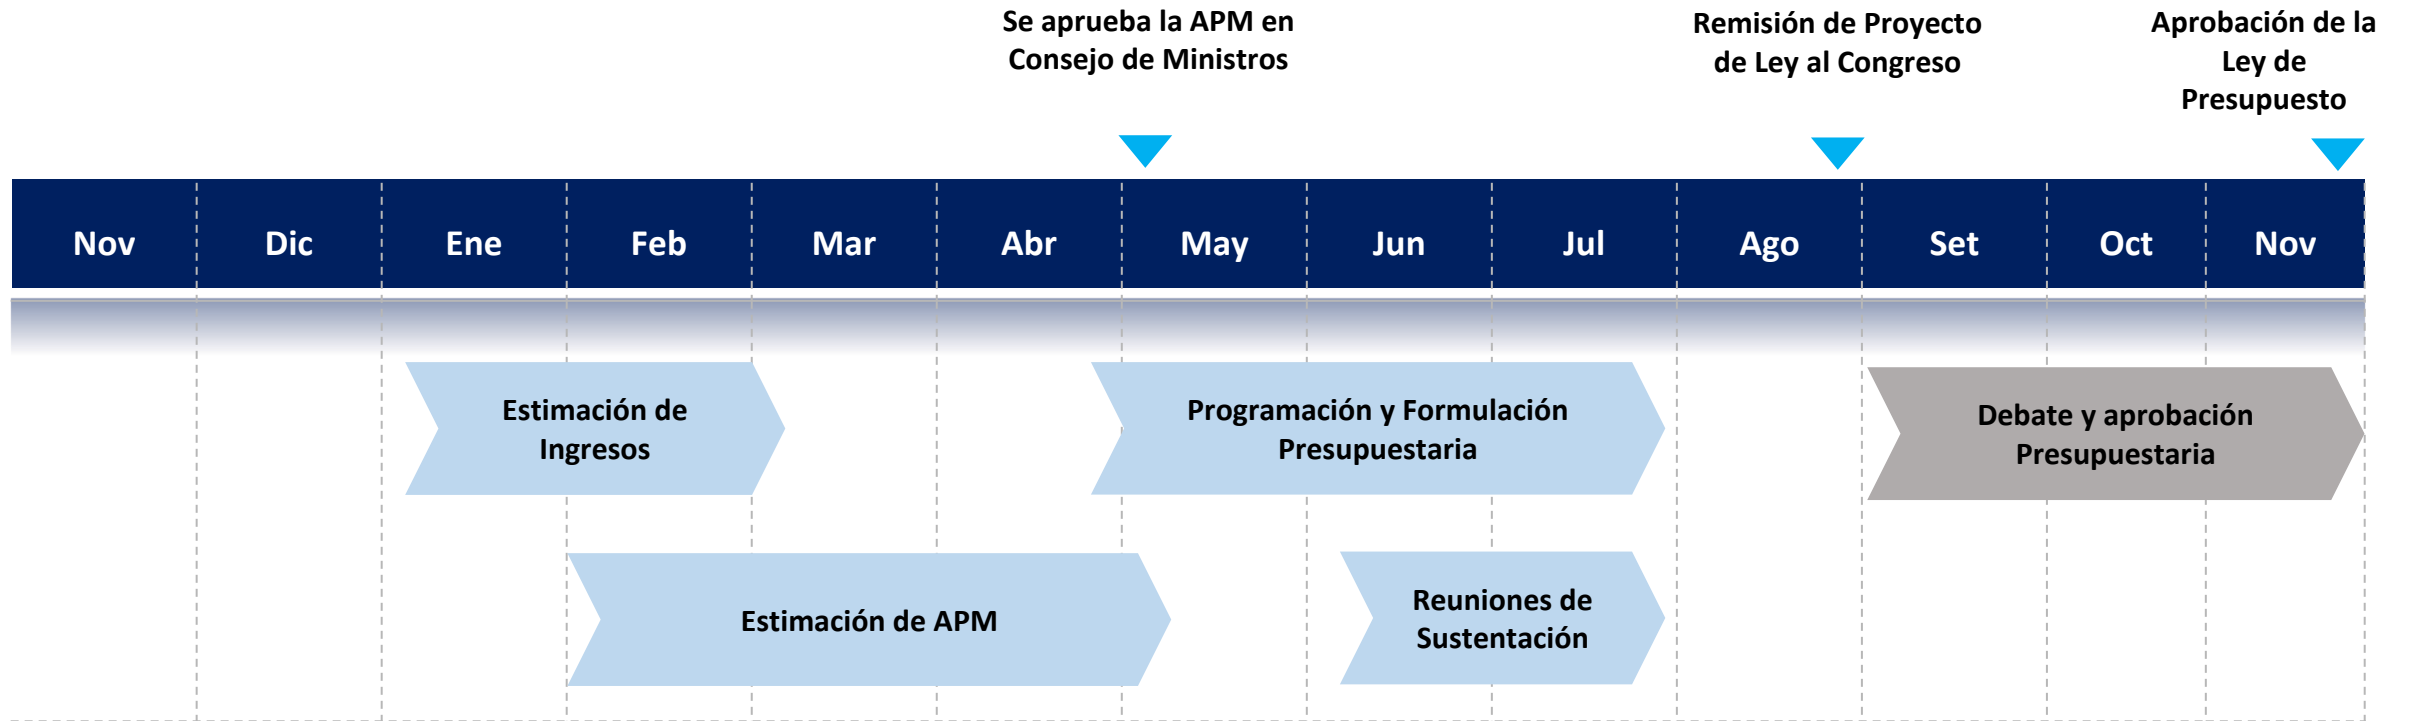 Se aprueba la APM en
Consejo de Ministros
Remisión de Proyecto
de Ley al Congreso
Aprobación de la
Ley de
Presupuesto
Nov
Dic
Ene
Feb
Mar
Abr
May
Jun
Jul
Ago
Set
Oct
Nov
Estimación de
Ingresos
Programación y Formulación
Presupuestaria
Debate y aprobación
Presupuestaria
Estimación de APM
Reuniones de
Sustentación